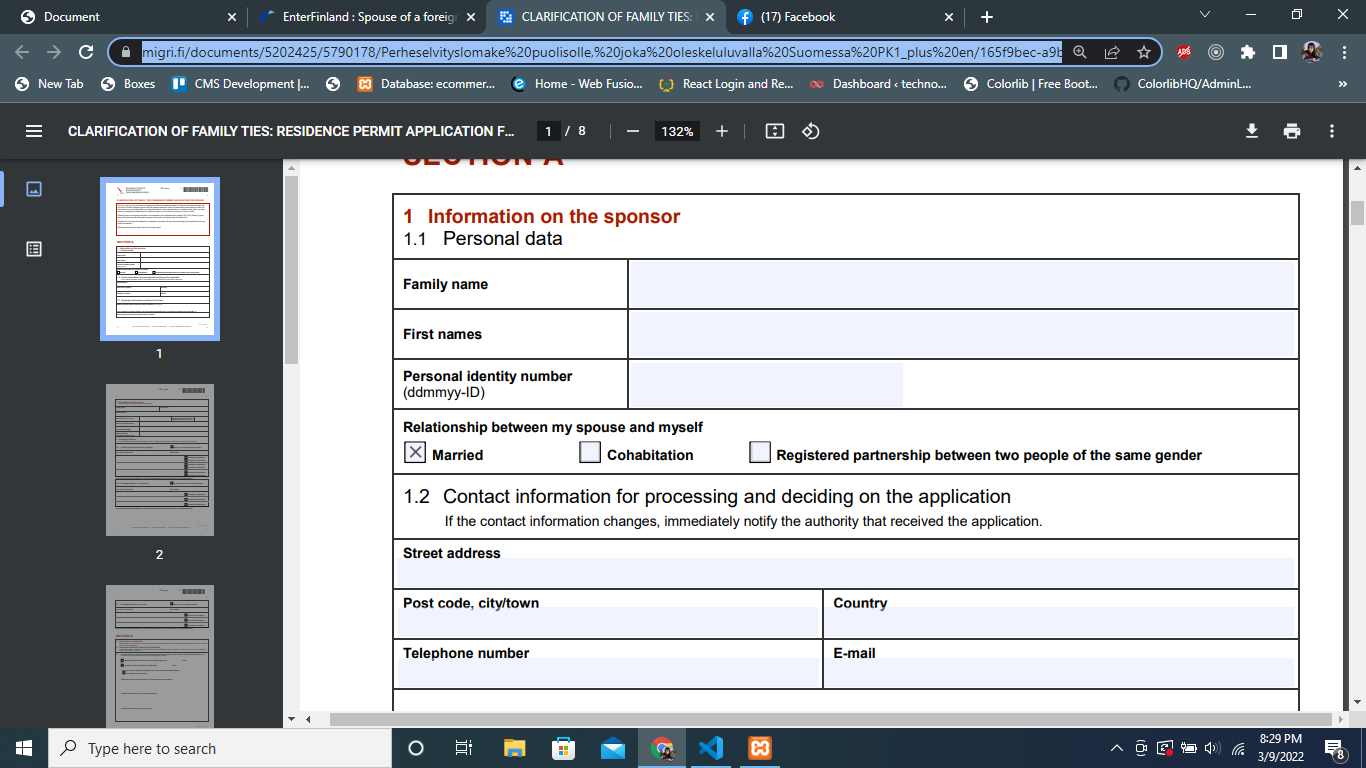 Document
EnterFinland : Spouse of a foreig
CLARIFICATION OF FAMILY TIES:
(17) Facebook
migri.fi/documents/5202425/5790178/Perheselvityslomake%20puolisolle,%20joka%20oleskeluluvalla%20Suomessa%20PK1_plus%20en/165f9bec-a9b
New Tab
Boxes
CMS Development |...
Database: ecommer...
Home - Web Fusio...
React Login and Re...
Dashboard ‹ techno...
Colorlib | Free Boot...
ColorlibHQ/AdminL...
»
CLARIFICATION OF FAMILY TIES: RESIDENCE PERMIT APPLICATION F...
1 / 8
132%
1
2
SECTION A
1 Information on the sponsor
1.1 Personal data
Family name
First names
Personal identity number
(ddmmyy-ID)
Relationship between my spouse and myself
Married
Cohabitation
Registered partnership between two people of the same gender
1.2 Contact information for processing and deciding on the application
If the contact information changes, immediately notify the authority that received the application.
Street address
Post code, city/town
Country
Telephone number
E-mail
Type here to search
8:29 PM
3/9/2022
8